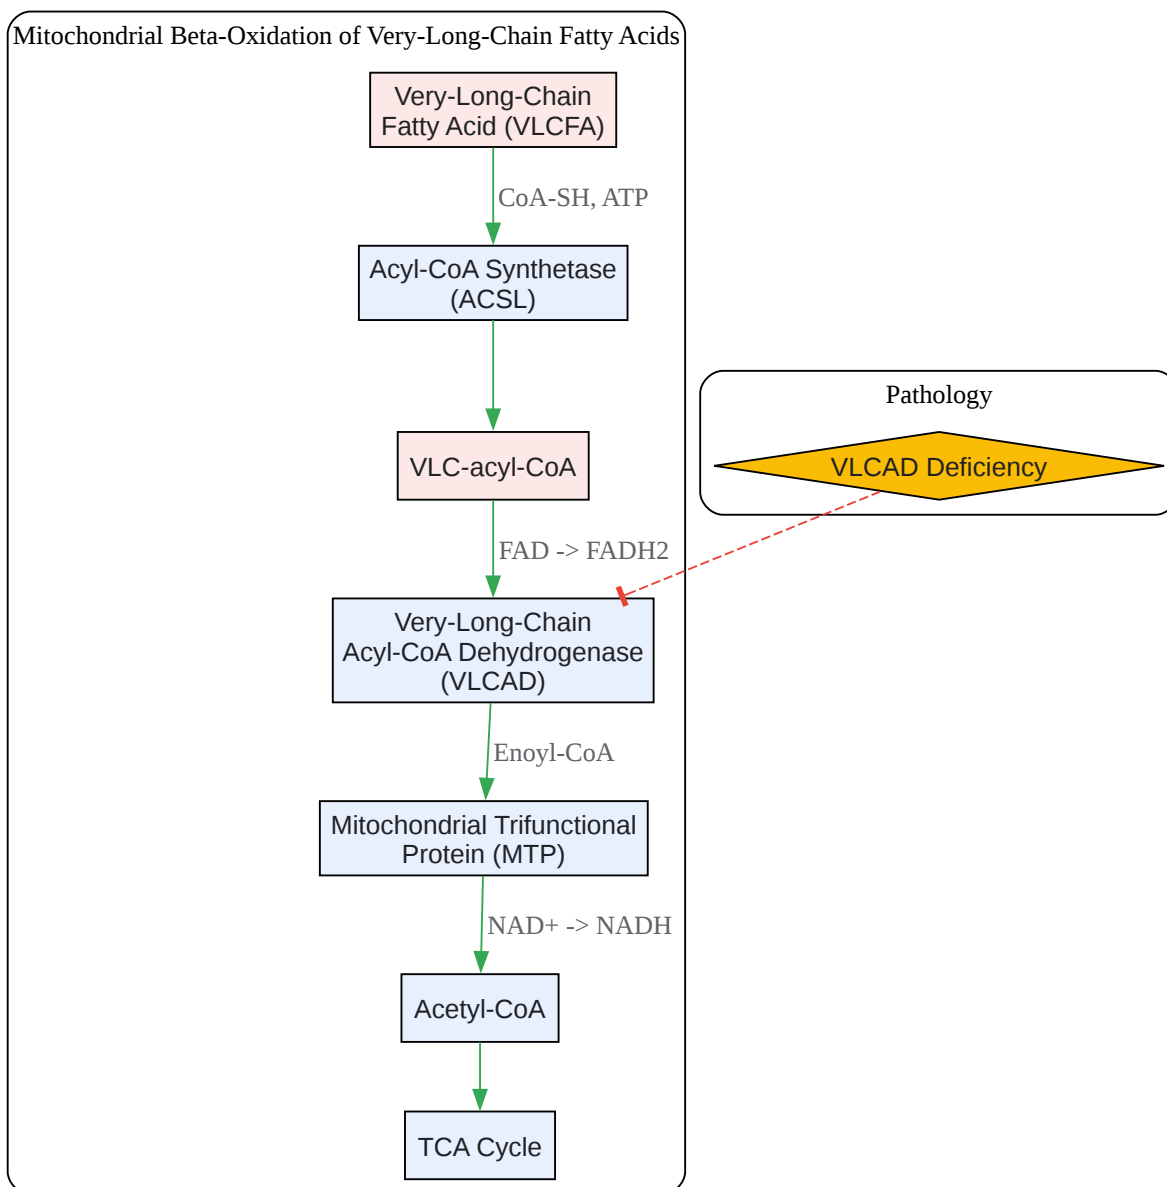 Mitochondrial Beta-Oxidation of Very-Long-Chain Fatty Acids
Very-Long-Chain
Fatty Acid (VLCFA)
CoA-SH, ATP
Acyl-CoA Synthetase
(ACSL)
VLC-acyl-CoA
FAD -> FADH2
Very-Long-Chain
Acyl-CoA Dehydrogenase
(VLCAD)
Enoyl-CoA
Mitochondrial Trifunctional
Protein (MTP)
NAD+ -> NADH
Acetyl-CoA
TCA Cycle
Pathology
VLCAD Deficiency